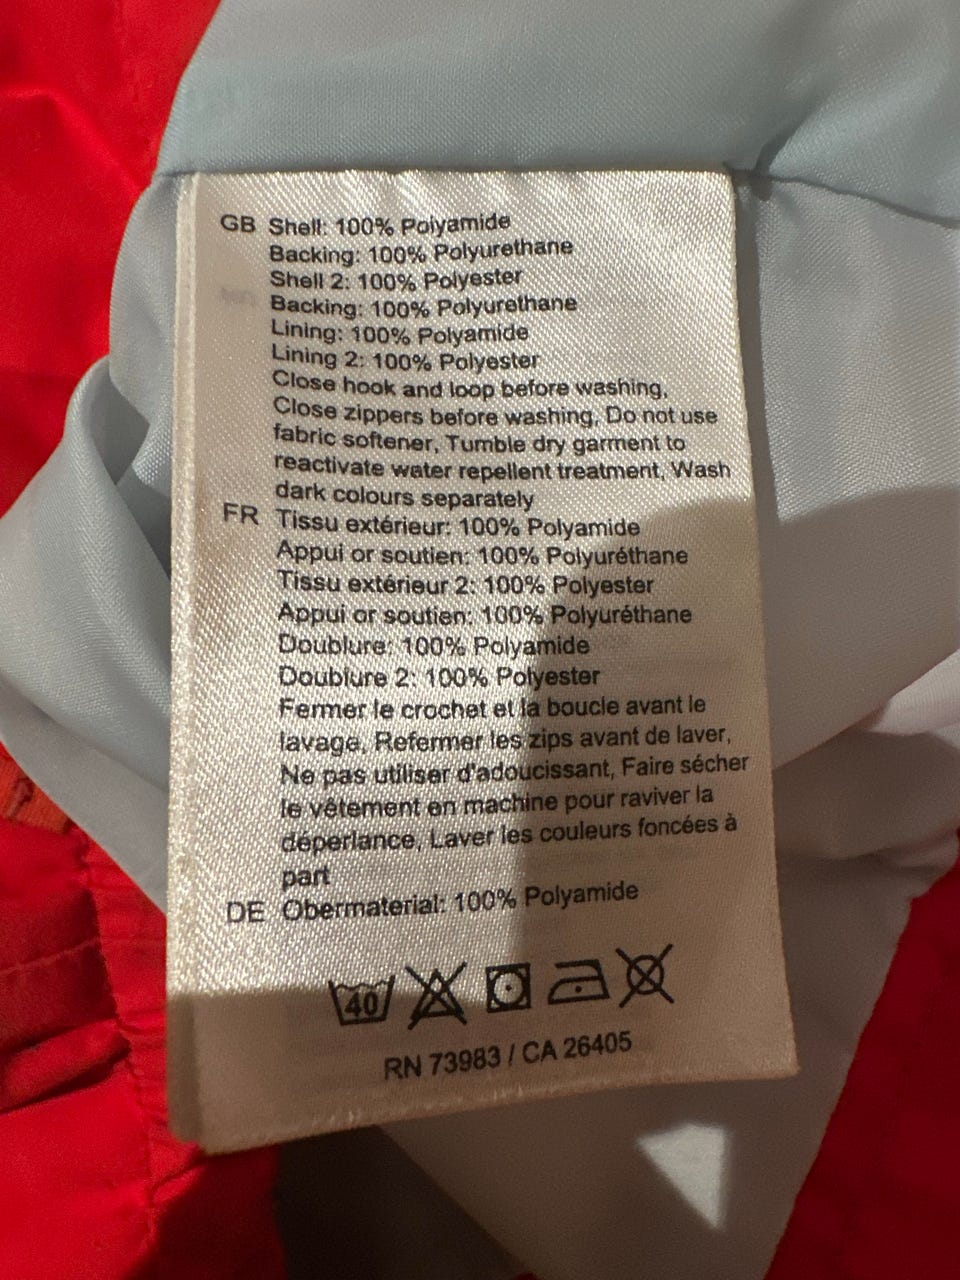 GB Shell: 100% Polyamide
Backing: 100% Polyurethane
Shell 2: 100% Polyester
Backing: 100% Polyurethane
Lining: 100% Polyamide
Lining 2: 100% Polyester
Close hook and loop before washing,
Close zippers before washing, Do not use
fabric softener, Tumble dry garment to
reactivate water repellent treatment, Wash
dark colours separately
FR Tissu extérieur: 100% Polyamide
Appui or soutien: 100% Polyuréthane
Tissu extérieur 2: 100% Polyester
Appui or soutien: 100% Polyuréthane
Doublure: 100% Polyamide
Doublure 2: 100% Polyester
Fermer le crochet et la boucle avant le
lavage, Refermer les zips avant de laver,
Ne pas utiliser d'adoucissant, Faire sécher
le vêtement en machine pour raviver la
déperlance, Laver les couleurs foncées à
part
DE Obermaterial: 100% Polyamide
40
RN 73983 / CA 26405